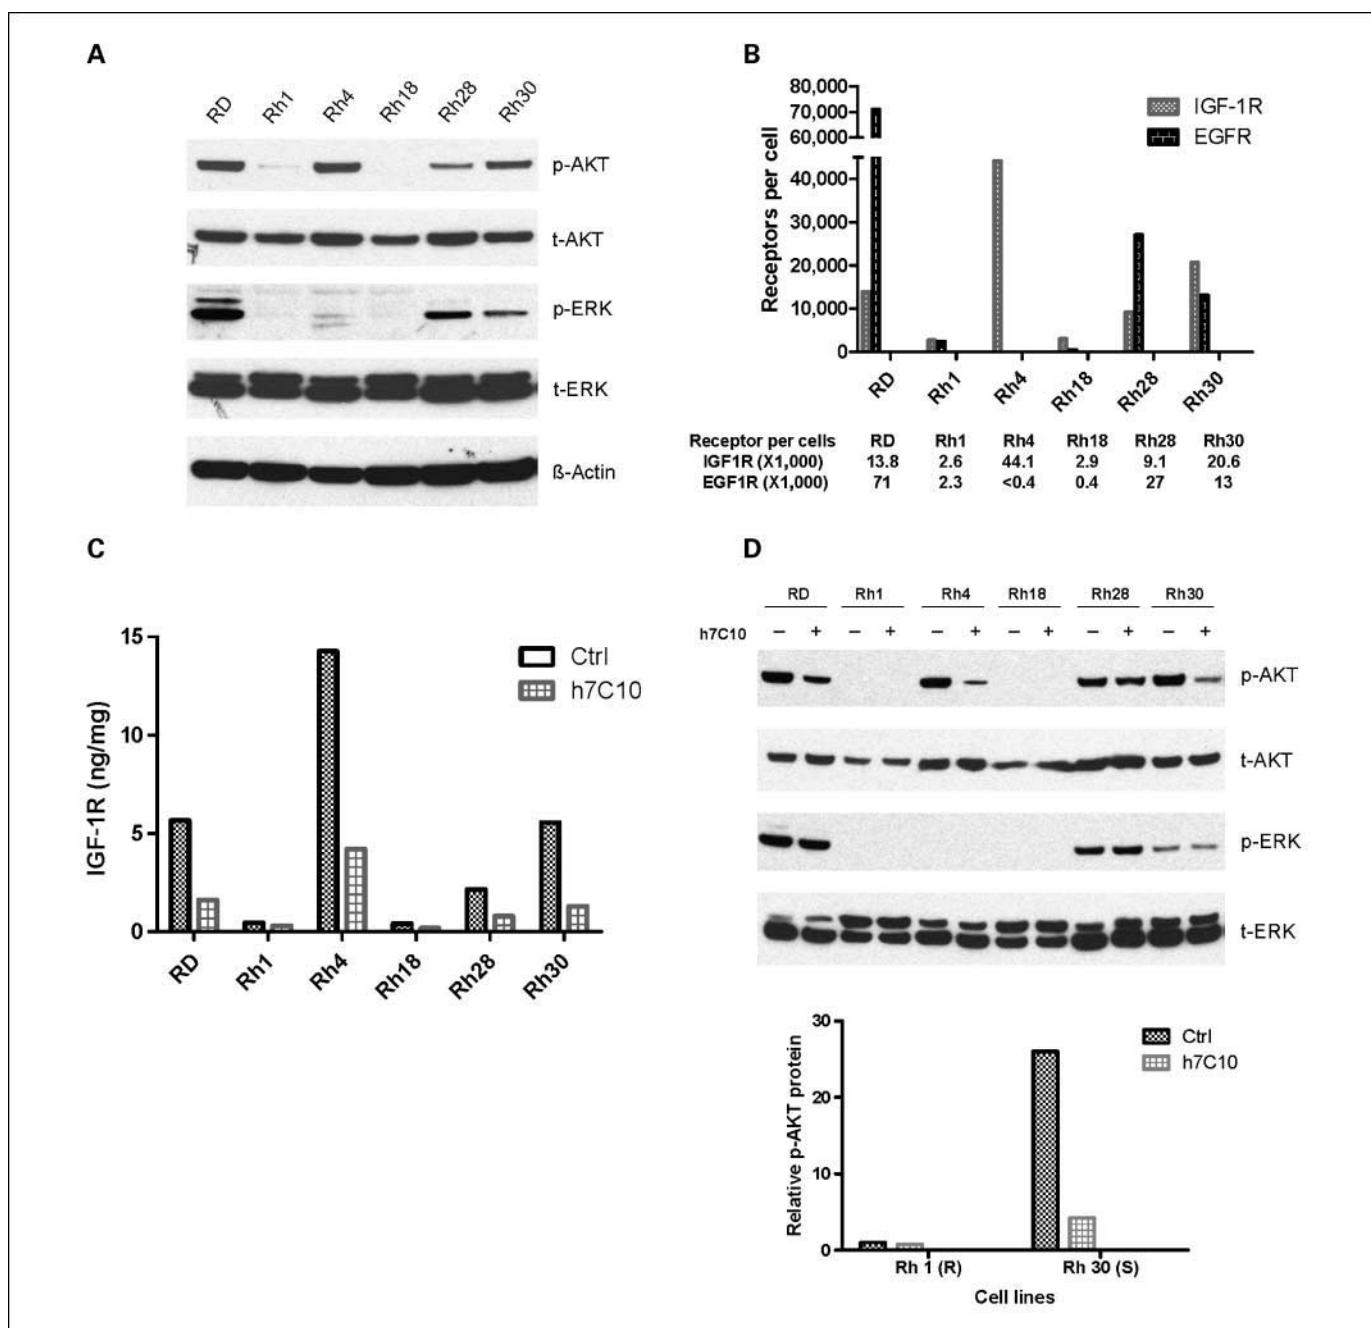 A
RD Rh1 Rh4 Rh18 Rh28 Rh30
p-AKT
t-AKT
p-ERK
t-ERK
ß-Actin
B
80,000
70,000
60,000
40,000
30,000
20,000
10,000
0
Receptors per cell
IGF-1R
EGFR
RD Rh1 Rh4 Rh18 Rh28 Rh30
Receptor per cells RD Rh1 Rh4 Rh18 Rh28 Rh30
IGF1R (X1,000) 13.8 2.6 44.1 2.9 9.1 20.6
EGF1R (X1,000) 71 2.3 <0.4 0.4 27 13
C
15
10
5
0
IGF-1R (ng/mg)
Ctrl
h7C10
RD Rh1 Rh4 Rh18 Rh28 Rh30
D
RD Rh1 Rh4 Rh18 Rh28 Rh30
h7C10 – + – + – + – + – + – +
p-AKT
t-AKT
p-ERK
t-ERK
30
20
10
0
Relative p-AKT protein
Ctrl
h7C10
Rh 1 (R) Rh 30 (S)
Cell lines